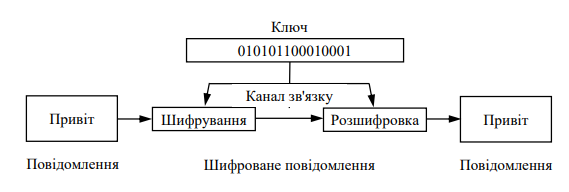 Ключ
010101100010001
Канал зв'язку
Привіт
Шифрування
Розшифровка
Привіт
Повідомлення
Шифроване повідомлення
Повідомлення